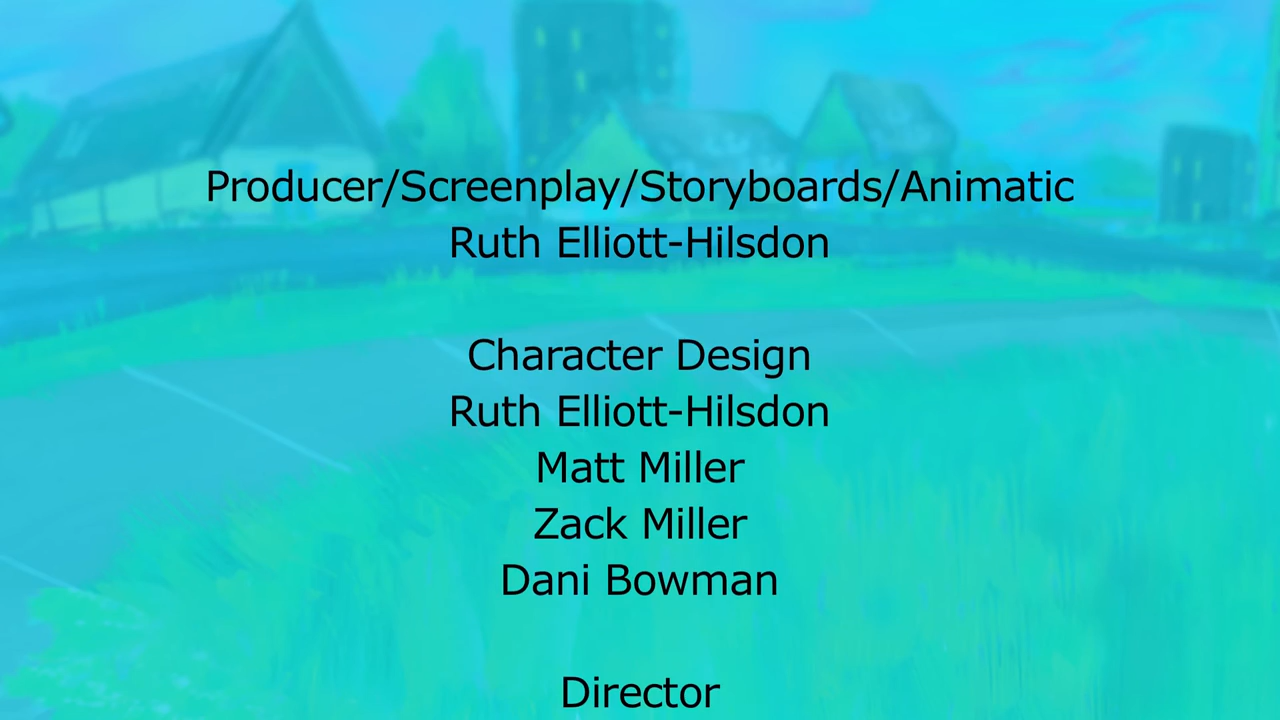 Producer/Screenplay/Storyboards/Animatic
Ruth Elliott-Hilsdon
Character Design
Ruth Elliott-Hilsdon
Matt Miller
Zack Miller
Dani Bowman
Director